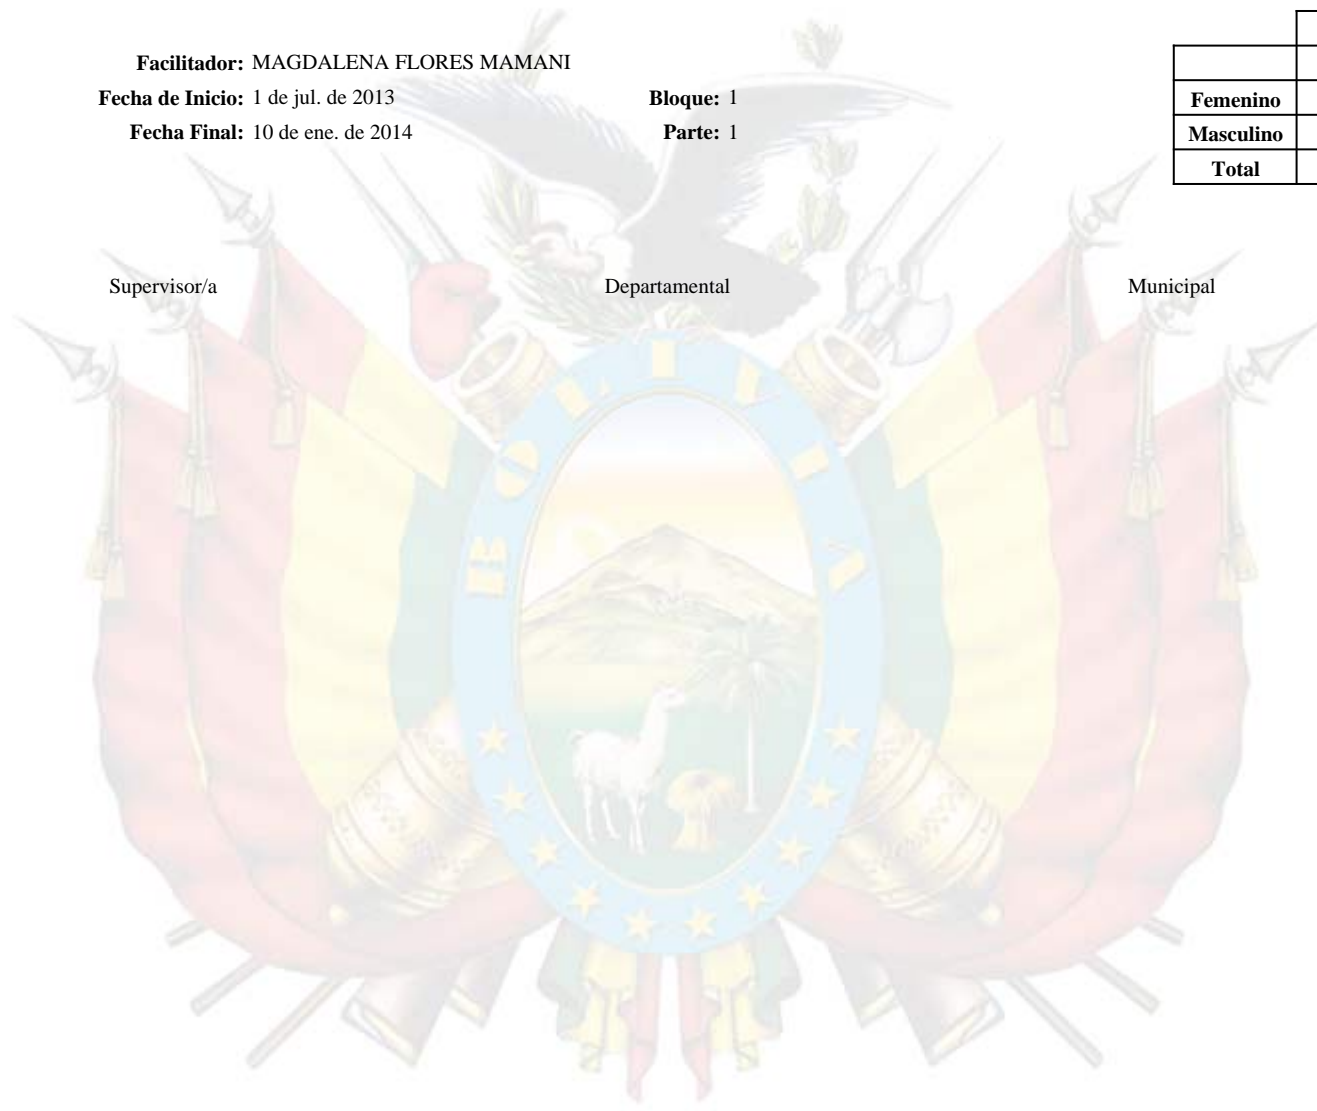 Facilitador: MAGDALENA FLORES MAMANI
Fecha de Inicio: 1 de jul. de 2013 Bloque: 1
Femenino
Fecha Final: 10 de ene. de 2014 Parte: 1
Masculino
Total
Supervisor/a Departamental Municipal
BOLIVIA